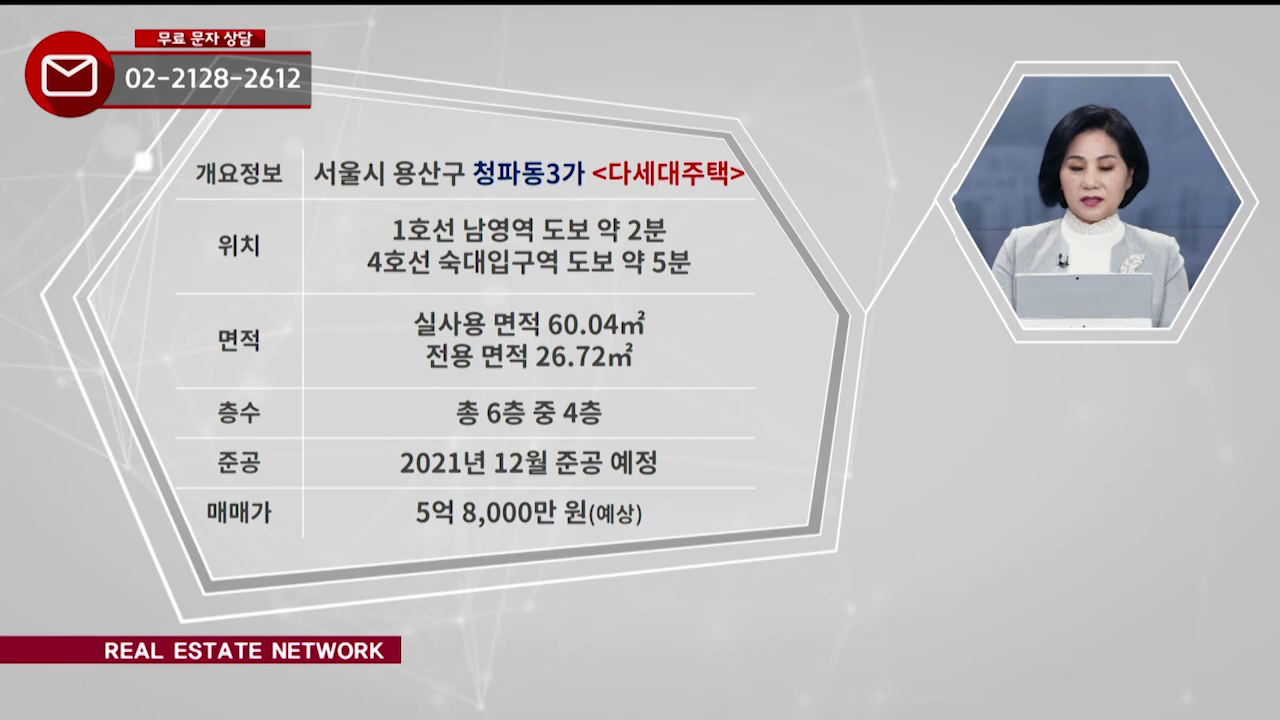 무료 문자 상담
02-2128-2612
개요정보 서울시 용산구 청파동3가 <다세대주택>
위치 1호선 남영역 도보 약 2분
4호선 숙대입구역 도보 약 5분
면적 실사용 면적 60.04㎡
전용 면적 26.72㎡
층수 총 6층 중 4층
준공 2021년 12월 준공 예정
매매가 5억 8,000만 원(예상)
REAL ESTATE NETWORK